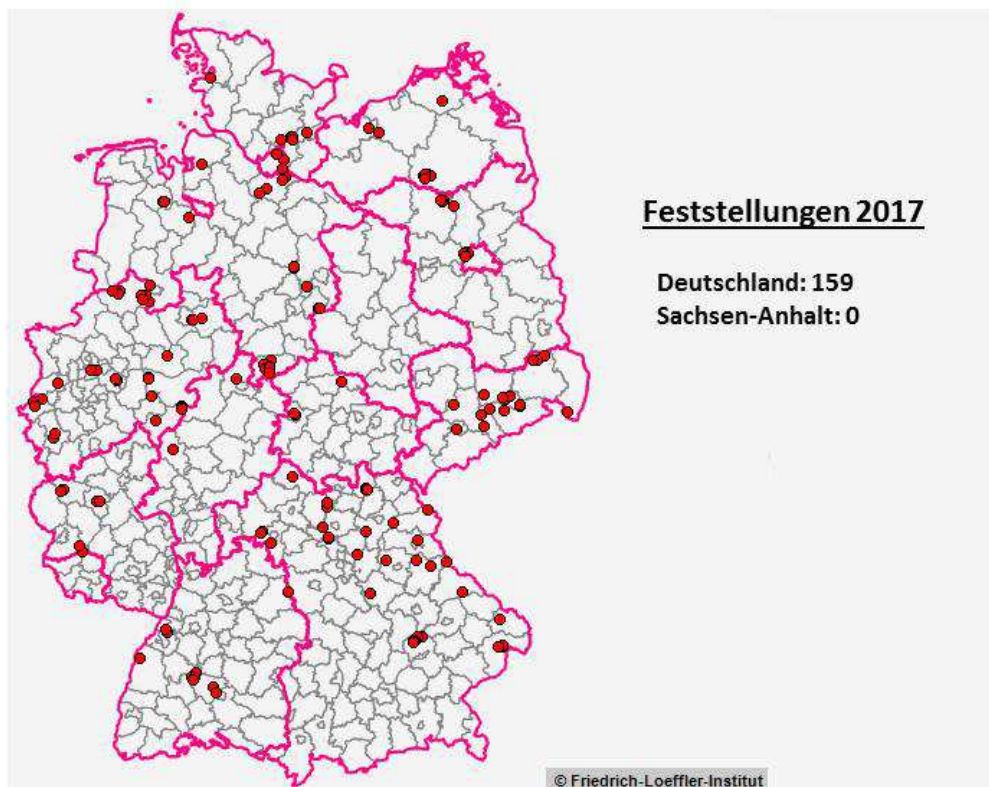 Feststellungen 2017
Deutschland: 159
Sachsen-Anhalt: 0
© Friedrich-Loeffler-Institut